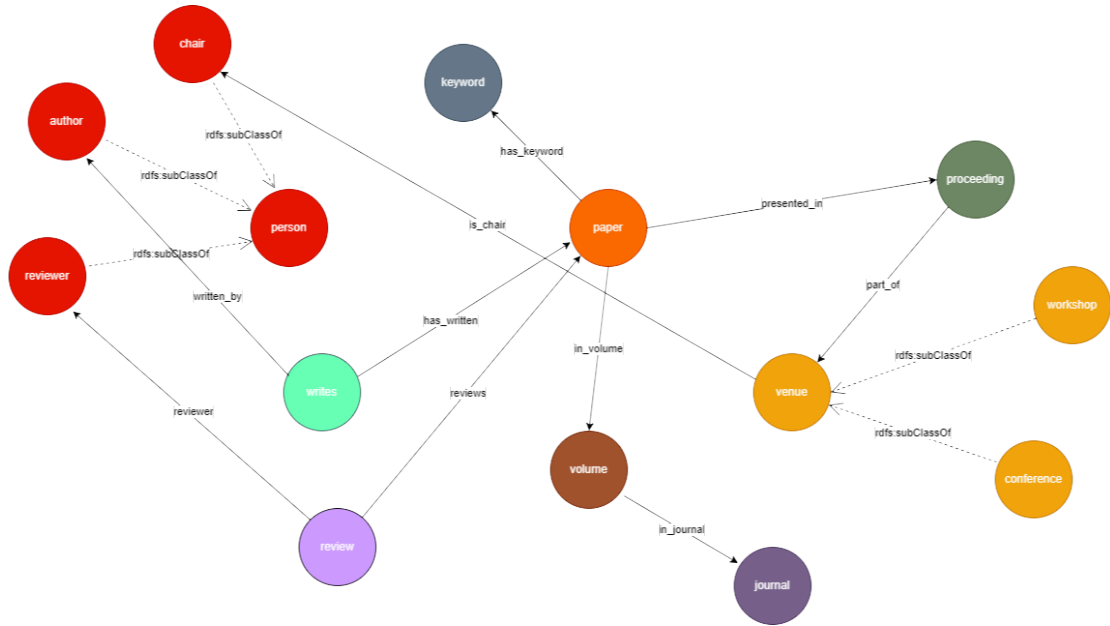 chair
keyword
author
rdfs:subClassOf
has_keyword
rdfs:subClassOf
proceeding
presented_in
person
is_chair
paper
rdfs:subClassOf
reviewer
written_by
part_of
workshop
has_written
in_volume
rdfs:subClassOf
writes
reviews
venue
reviewer
rdfs:subClassOf
volume
conference
in_journal
review
journal